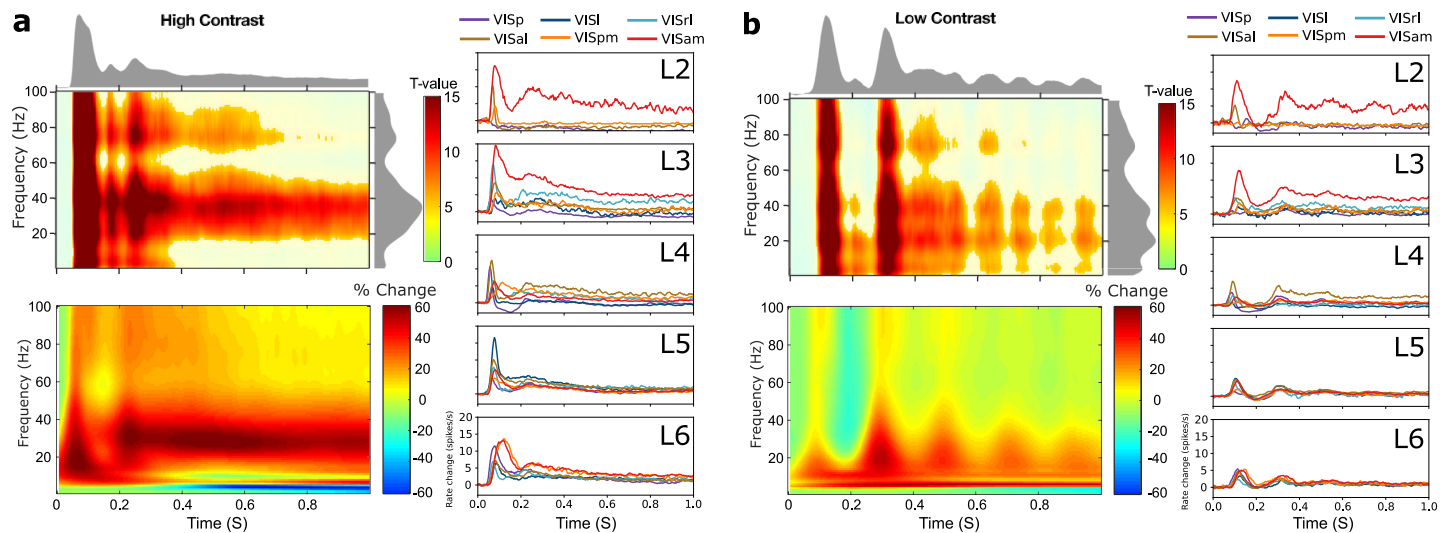 a
High Contrast
VISp VISl VISrl
VISal VISpm VISam
T-value
15
10
5
0
Frequency (Hz)
100
80
60
40
20
L2
L3
L4
L5
L6
% Change
60
40
20
0
-20
-40
-60
Frequency (Hz)
100
80
60
40
20
0
0.2
0.4
0.6
0.8
Time (S)
Rate change (spikes/s)
20
15
10
5
0
0.0 0.2 0.4 0.6 0.8 1.0
Time (S)
b
Low Contrast
VISp VISl VISrl
VISal VISpm VISam
T-value
15
10
5
0
Frequency (Hz)
100
80
60
40
20
L2
L3
L4
L5
L6
% Change
60
40
20
0
-20
-40
-60
Frequency (Hz)
100
80
60
40
20
0
0.2
0.4
0.6
0.8
Time (S)
Rate change (spikes/s)
20
15
10
5
0
0.0 0.2 0.4 0.6 0.8 1.0
Time (S)